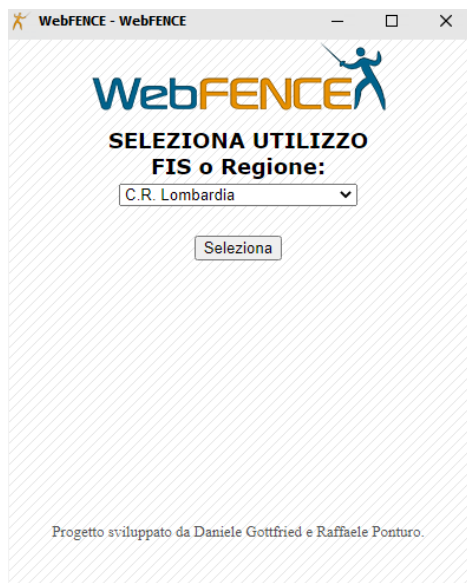 WebFENCE - WebFENCE
WebFENCE
SELEZIONA UTILIZZO
FIS o Regione:
C.R. Lombardia
Seleziona
Progetto sviluppato da Daniele Gottfried e Raffaele Ponturo.